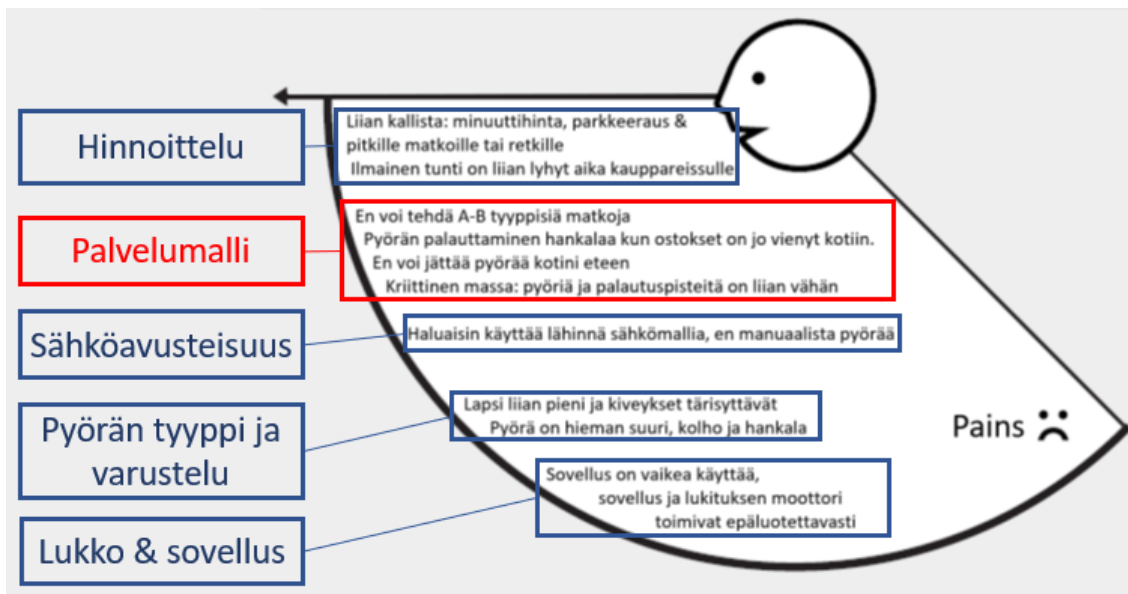 Hinnoittelu
Liian kallista: minuuttihinta, parkkeeraus &
pitkille matkoille tai retkille
Ilmainen tunti on liian lyhyt aika kauppareissulle
Palvelumalli
En voi tehdä A-B tyyppisiä matkoja
Pyörän palauttaminen hankalaa kun ostokset on jo vienyt kotiin.
En voi jättää pyörää kotini eteen
Kriittinen massa: pyöriä ja palautuspisteitä on liian vähän
Sähköavusteisuus
Haluaisin käyttää lähinnä sähkömallia, en manuaalista pyörää
Pyörän tyyppi ja
varustelu
Lapsi liian pieni ja kiveykset tärisyttävät
Pyörä on hieman suuri, kolho ja hankala
Pains
Lukko & sovellus
Sovellus on vaikea käyttää,
sovellus ja lukituksen moottori
toimivat epäluotettavasti